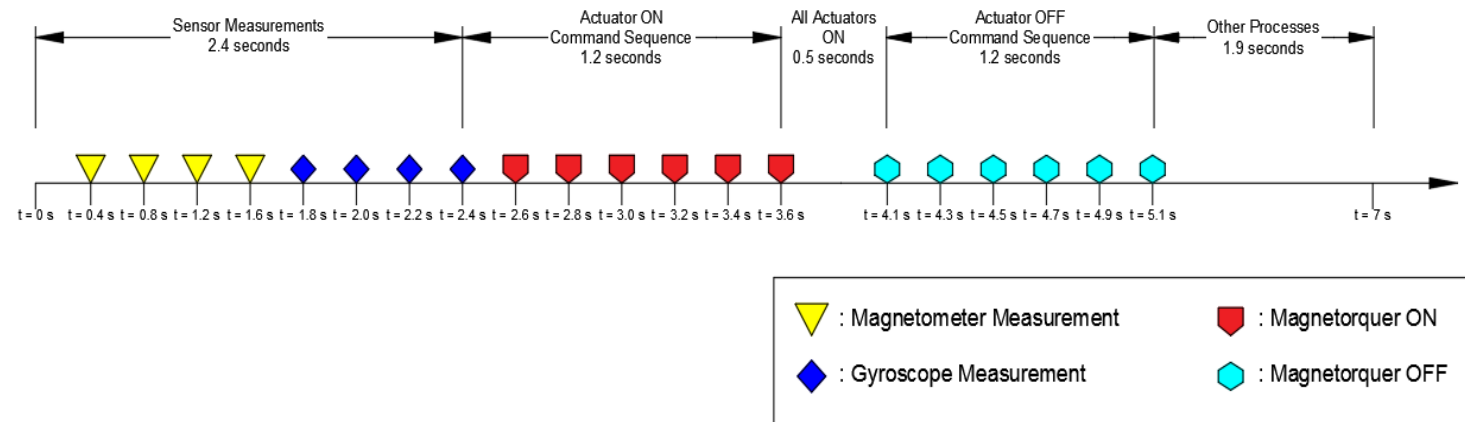 Sensor Measurements
2.4 seconds
Actuator ON
Command Sequence
1.2 seconds
All Actuators
ON
0.5 seconds
Actuator OFF
Command Sequence
1.2 seconds
Other Processes
1.9 seconds
t = 0 s
t = 0.4 s
t = 0.8 s
t = 1.2 s
t = 1.6 s
t = 1.8 s
t = 2.0 s
t = 2.2 s
t = 2.4 s
t = 2.6 s
t = 2.8 s
t = 3.0 s
t = 3.2 s
t = 3.4 s
t = 3.6 s
t = 4.1 s
t = 4.3 s
t = 4.5 s
t = 4.7 s
t = 4.9 s
t = 5.1 s
t = 7 s
: Magnetometer Measurement
: Magnetorquer ON
: Gyroscope Measurement
: Magnetorquer OFF